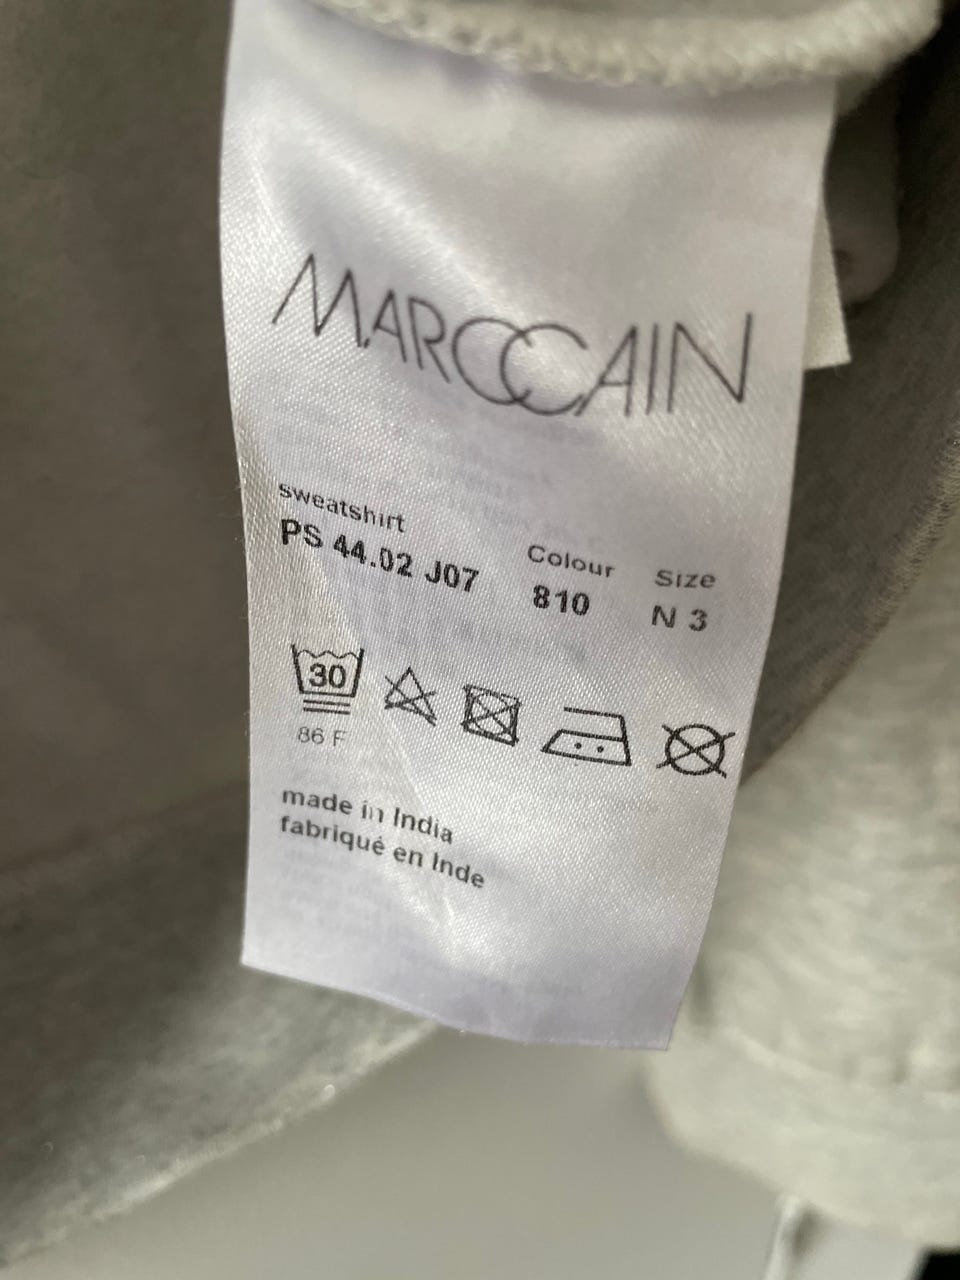 MARCCAIN
sweatshirt
PS 44.02 J07
Colour
810
Size
N 3
30
86 F
made in India
fabriqué en Inde